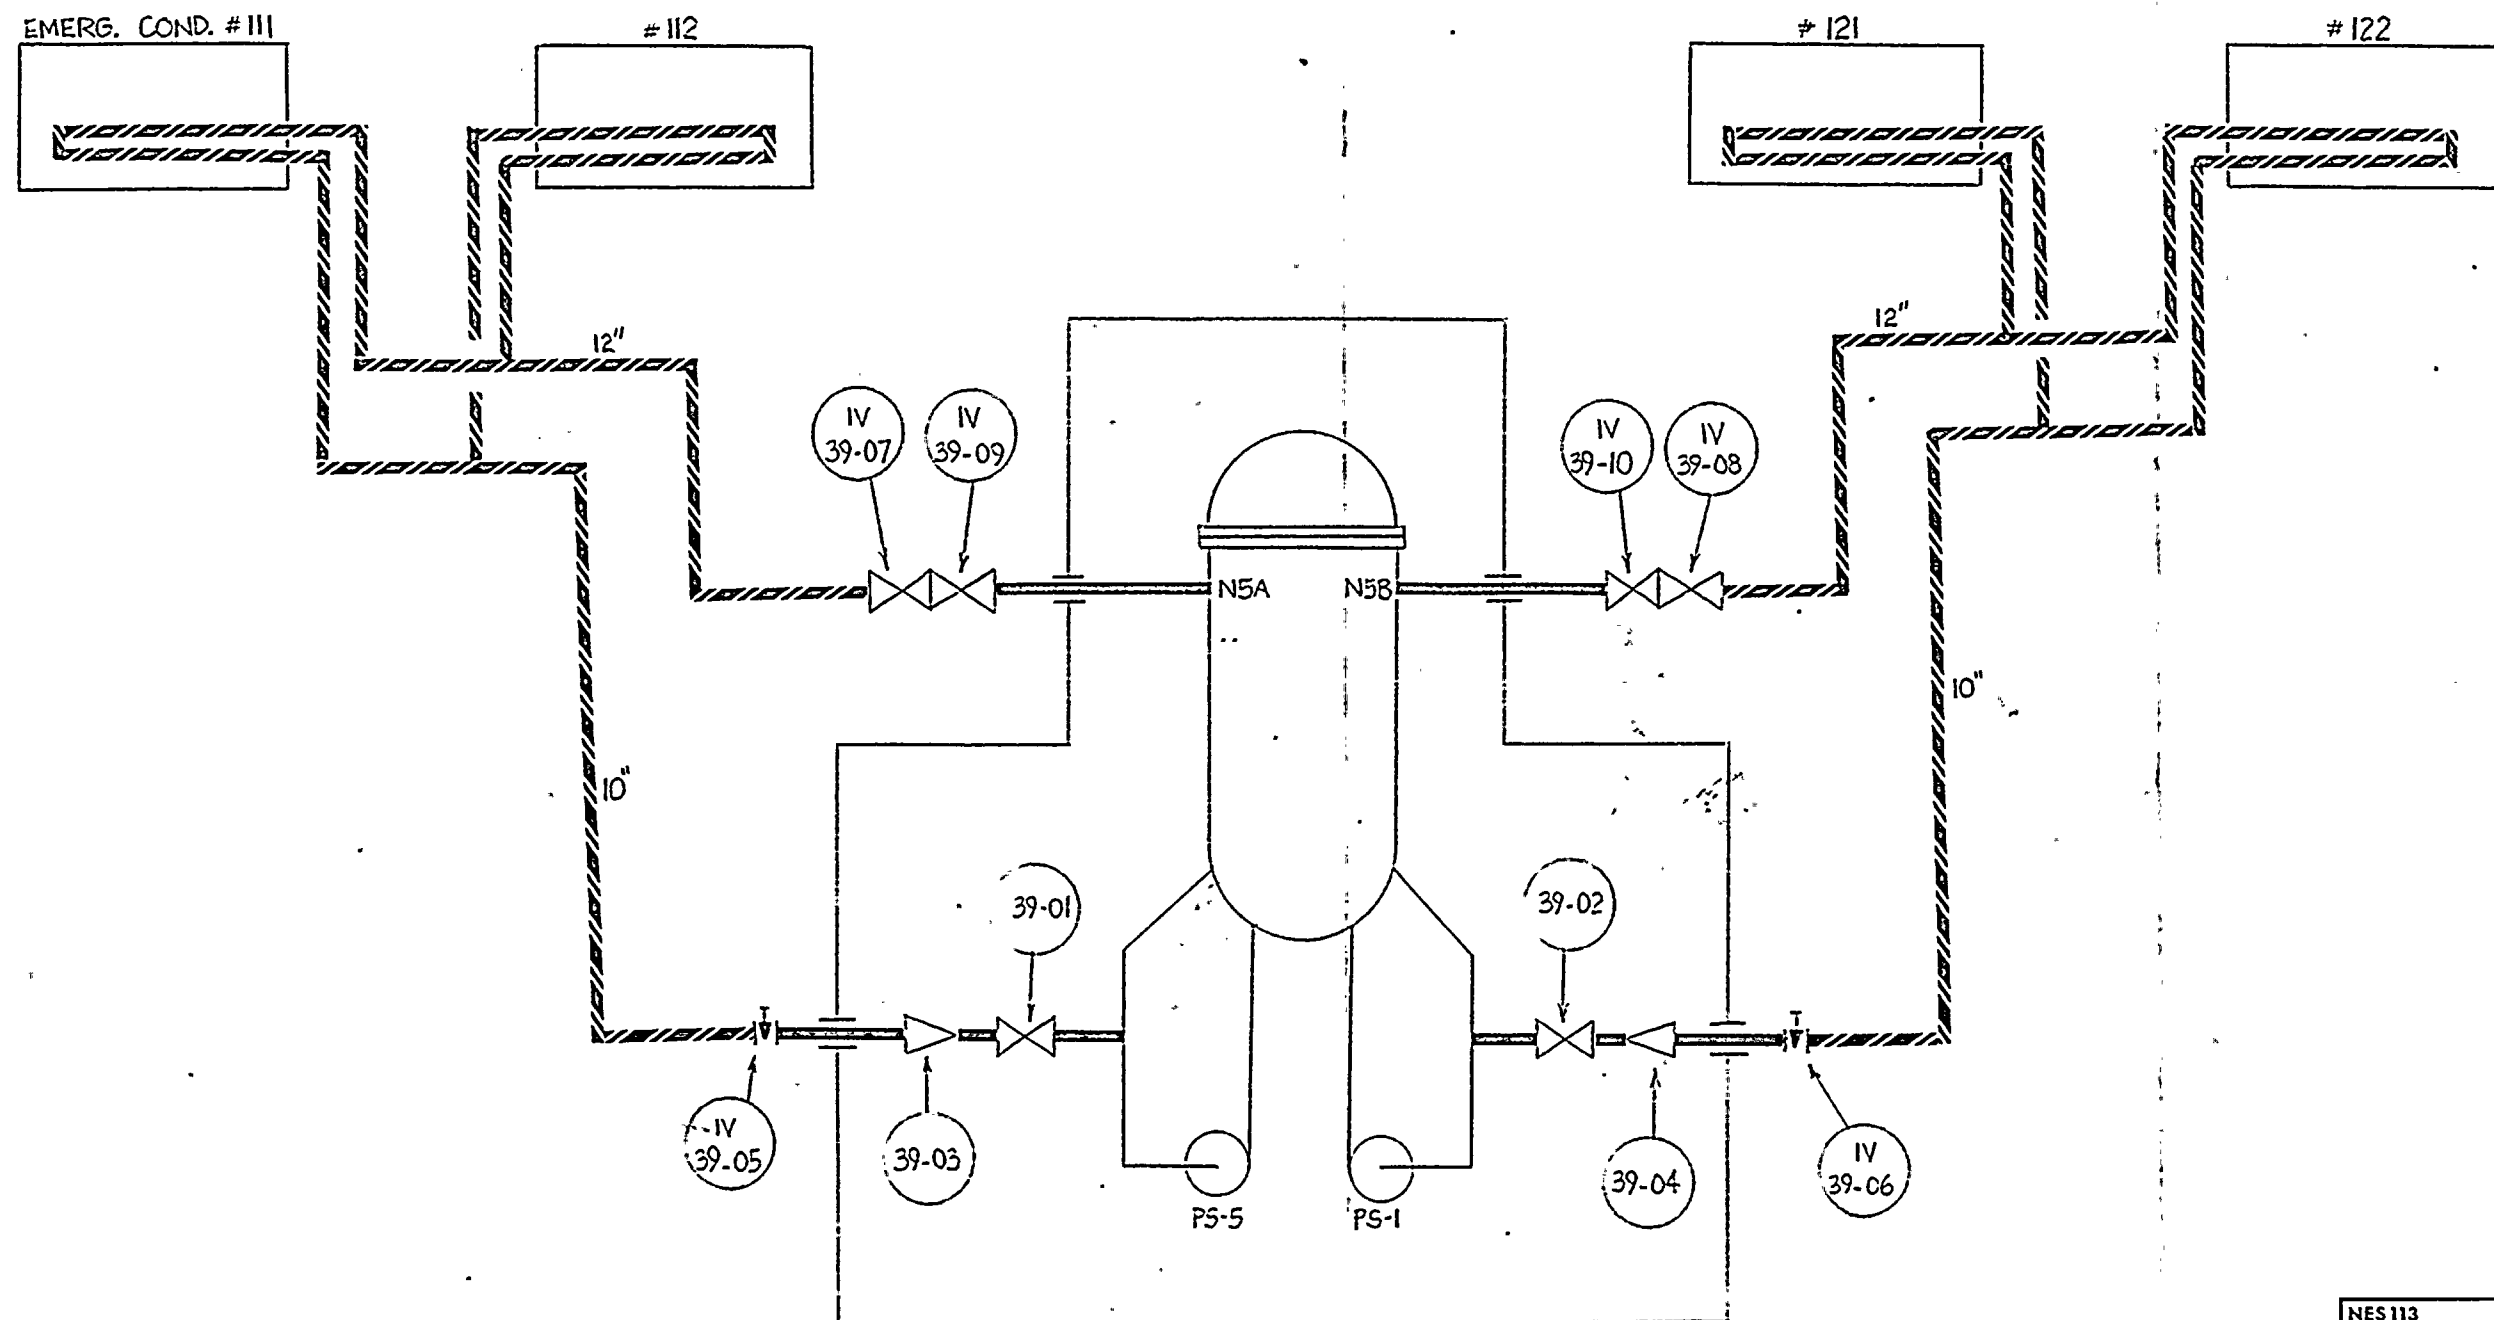 EMERG. COND. #111
#112
#121
#122
12"
12"
IV
39-07
IV
39-09
IV
39-10
IV
39-08
N5A
N5B
10"
10"
39-01
39-02
IV
39-05
39-03
39-04
IV
39-06
PS-5
PS-1
NES 113